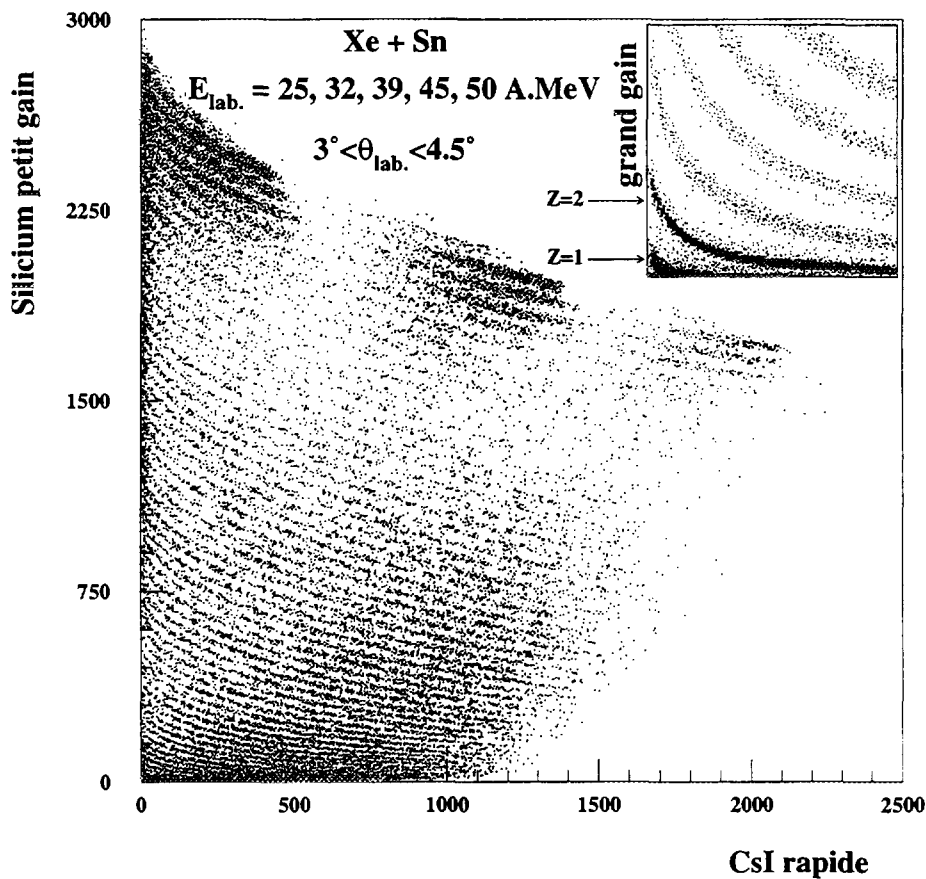 3000
2250
1500
750
0
Silicium petit gain
Xe + Sn
E_lab. = 25, 32, 39, 45, 50 A.MeV
3°<θ_lab.<4.5°
grand gain
Z=2
Z=1
0
500
1000
1500
2000
2500
CsI rapide